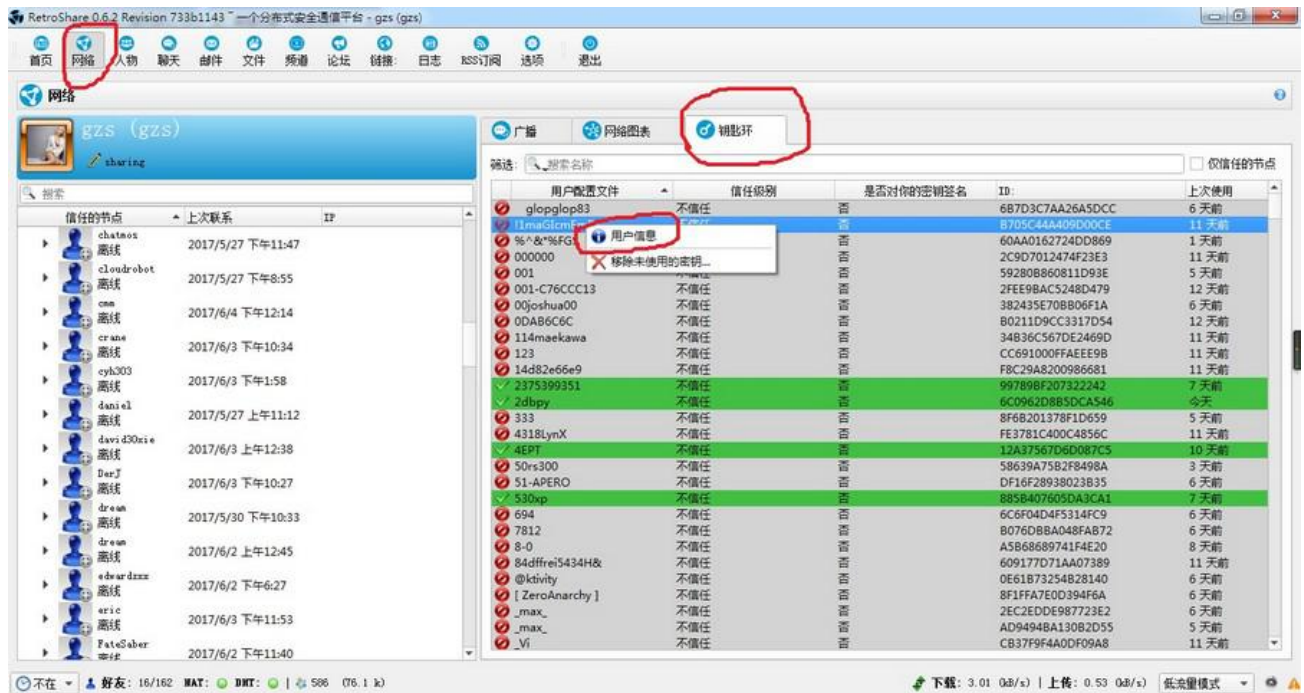 RetroShare 0.6.2 Revision 733b1143 ~ 一个分布式安全通信平台 - gzs (gzs)
首页 网络 人物 聊天 邮件 文件 频道 论坛 链接: 日志 RSS订阅 选项 退出
网络
gzs (gzs)
sharing
搜索
信任的节点 上次联系 IP
chatmos
离线 2017/5/27 下午11:47
cloudrobot
离线 2017/5/27 下午8:55
cmm
离线 2017/6/4 下午12:14
crane
离线 2017/6/3 下午10:34
cyh303
离线 2017/6/3 下午1:58
daniel
离线 2017/5/27 上午11:12
david30xie
离线 2017/6/3 上午12:38
DerJ
离线 2017/6/3 下午10:27
dream
离线 2017/5/30 下午10:33
dream
离线 2017/6/2 上午12:45
edwardzzz
离线 2017/6/2 下午6:27
eric
离线 2017/6/3 下午11:53
FateSaber
离线 2017/6/2 下午11:40
广播 网络图表 钥匙环
筛选: 搜索名称 仅信任的节点
用户配置文件 信任级别 是否对你的密钥签名 ID: 上次使用
glopglop83 不信任 否 6B7D3C7AA26A5DCC 6 天前
B705C44A409D00CE 11 天前
用户信息
移除未使用的密钥...
否 60AA0162724DD869 1 天前
000000 否 2C9D7012474F23E3 11 天前
001 否 59280B860811D93E 5 天前
001-C76CCC13 不信任 否 2FEE9BAC5248D479 12 天前
00joshua00 不信任 否 382435E70BB06F1A 6 天前
0DAB6C6C 不信任 否 B0211D9CC3317D54 12 天前
114maekawa 不信任 否 34B36C567DE2469D 11 天前
123 不信任 否 CC691000FFAEEE9B 11 天前
14d82e66e9 不信任 否 F8C29A8200986681 11 天前
2375399351 不信任 否 99789BF207322242 7 天前
2dbpy 不信任 否 6C0962D8B5DCA546 今天
333 不信任 否 8F6B201378F1D659 5 天前
4318LynX 不信任 否 FE3781C400C4856C 11 天前
4EPT 不信任 否 12A37567D6D087C5 10 天前
50rs300 不信任 否 58639A75B2F8498A 3 天前
51-APERO 不信任 否 DF16F28938023B35 6 天前
530xp 不信任 否 885B407605DA3CA1 7 天前
694 不信任 否 6C6F04D4F5314FC9 6 天前
7812 不信任 否 B076DBBA048FAB72 6 天前
8-0 不信任 否 A5B68689741F4E20 8 天前
84dffrei5434H& 不信任 否 609177D71AA07389 11 天前
@ktivity 不信任 否 0E61B73254B28140 6 天前
[ ZeroAnarchy ] 不信任 否 8F1FFA7E0D394F6A 6 天前
_max_ 不信任 否 2EC2EDDE987723E2 6 天前
_max_ 不信任 否 AD9494BA130B2D55 5 天前
_Vi 不信任 否 CB37F9F4A0DF09A8 11 天前
不在 好友: 16/162 NAT: DHT: | 586 (76.1 k) 下载: 3.01 (kB/s) | 上传: 0.53 (kB/s) 低流量模式